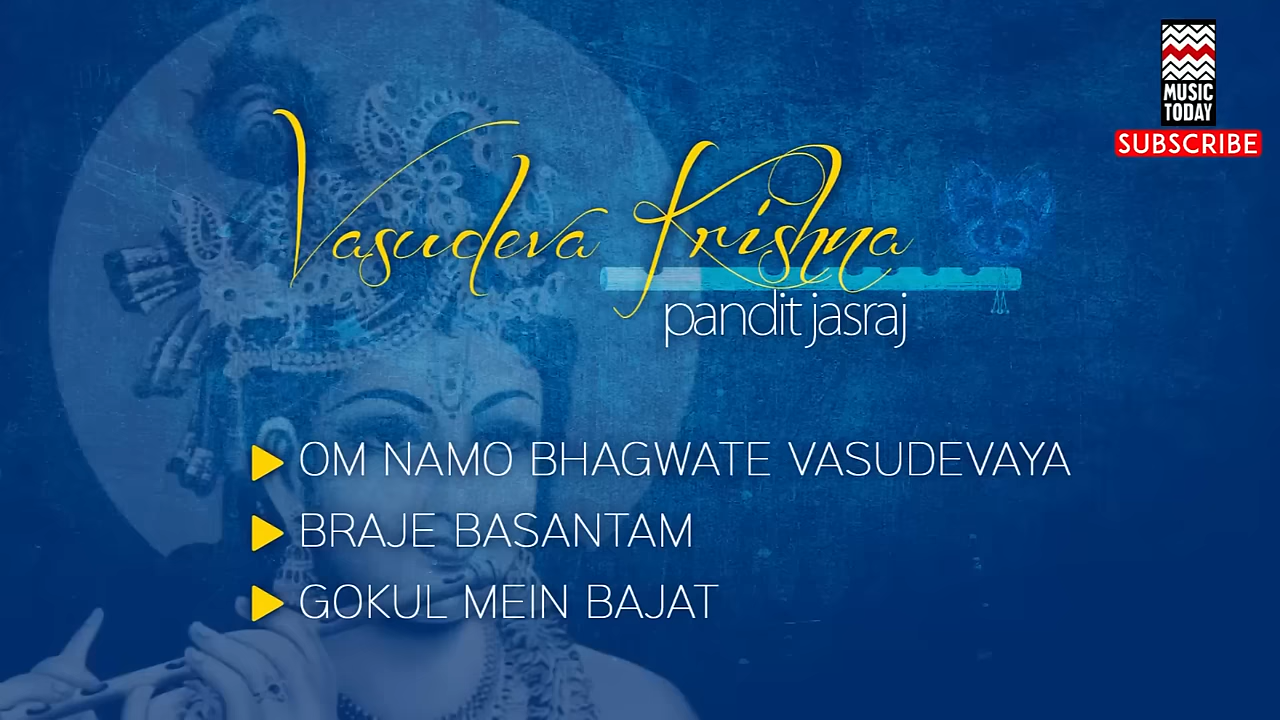 MUSIC
TODAY
SUBSCRIBE
Vasudeva Krishna
pandit jasraj
OM NAMO BHAGWATE VASUDEVAYA
BRAJE BASANTAM
GOKUL MEIN BAJAT